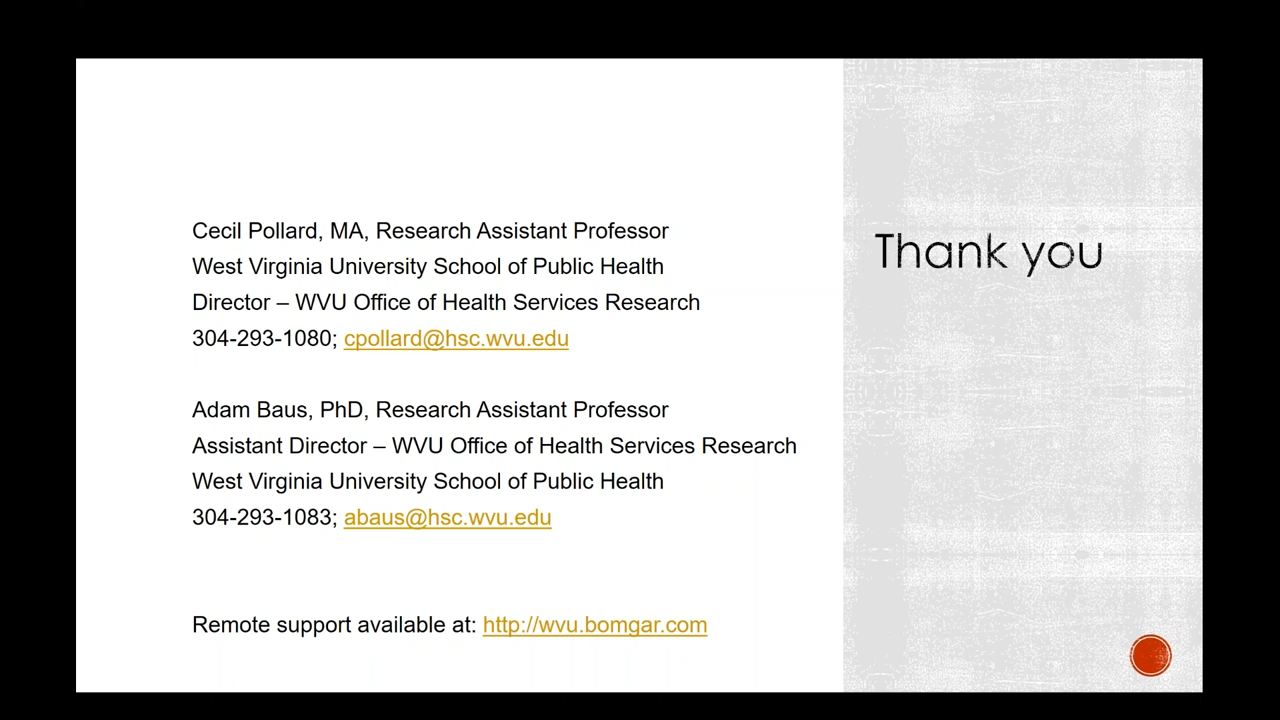 Cecil Pollard, MA, Research Assistant Professor
West Virginia University School of Public Health
Director – WVU Office of Health Services Research
304-293-1080; cpollard@hsc.wvu.edu
Adam Baus, PhD, Research Assistant Professor
Assistant Director – WVU Office of Health Services Research
West Virginia University School of Public Health
304-293-1083; abaus@hsc.wvu.edu
Remote support available at: http://wvu.bomgar.com
Thank you